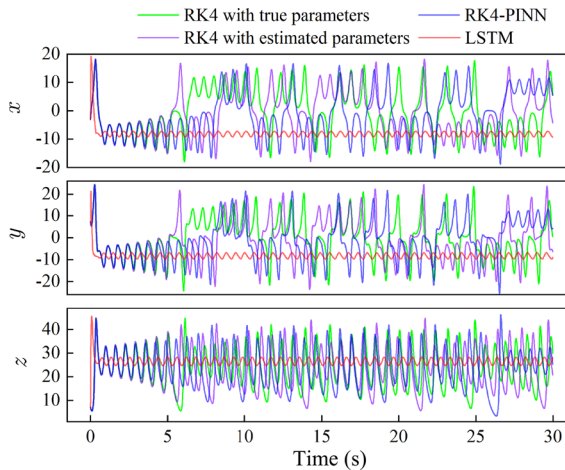 RK4 with true parameters RK4-PINN
RK4 with estimated parameters LSTM
20
10
0
-10
-20
x
20
10
0
-10
-20
y
40
30
20
10
z
0 5 10 15 20 25 30
Time (s)